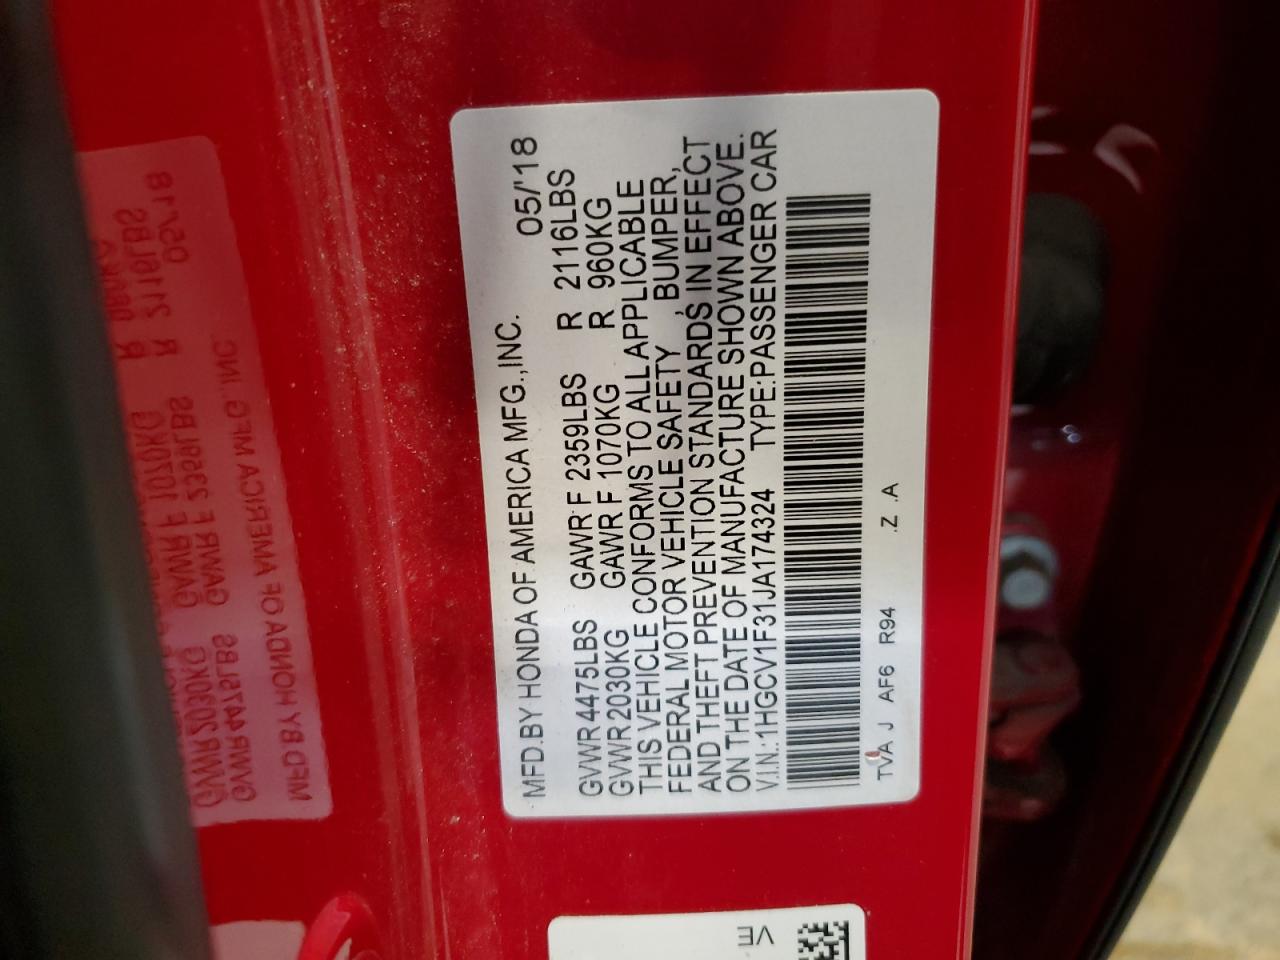 MFD.BY HONDA OF AMERICA MFG.,INC. 05/'18
GVWR 4475LBS GAWR F 2359LBS R 2116LBS
GVWR 2030KG GAWR F 1070KG R 960KG
THIS VEHICLE CONFORMS TO ALL APPLICABLE
FEDERAL MOTOR VEHICLE SAFETY , BUMPER,
AND THEFT PREVENTION STANDARDS IN EFFECT
ON THE DATE OF MANUFACTURE SHOWN ABOVE.
V.I.N.:1HGCV1F31JA174324 TYPE:PASSENGER CAR
TVA J AF6 R94 .Z .A